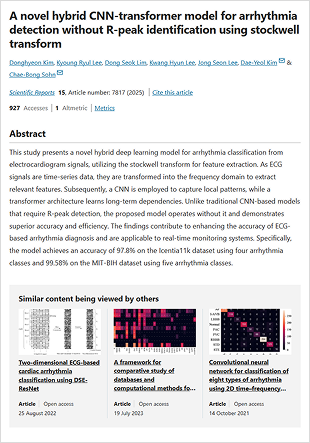 A novel hybrid CNN-transformer model for arrhythmia
detection without R-peak identification using stockwell
transform
Donghyeon Kim, Kyoung Ryul Lee, Dong Seok Lim, Kwang Hyun Lee, Jong Seon Lee, Dae-Yeol Kim &
Chae-Bong Sohn
Scientific Reports 15, Article number: 7817 (2025) | Cite this article
927 Accesses | 1 Altmetric | Metrics
Abstract
This study presents a novel hybrid deep learning model for arrhythmia classification from
electrocardiogram signals, utilizing the stockwell transform for feature extraction. As ECG
signals are time-series data, they are transformed into the frequency domain to extract
relevant features. Subsequently, a CNN is employed to capture local patterns, while a
transformer architecture learns long-term dependencies. Unlike traditional CNN-based models
that require R-peak detection, the proposed model operates without it and demonstrates
superior accuracy and efficiency. The findings contribute to enhancing the accuracy of ECG-
based arrhythmia diagnosis and are applicable to real-time monitoring systems. Specifically,
the model achieves an accuracy of 97.8% on the Icentia11k dataset using four arrhythmia
classes and 99.58% on the MIT-BIH dataset using five arrhythmia classes.
Similar content being viewed by others
Two-dimensional ECG-based
cardiac arrhythmia
classification using DSE-
ResNet
Article | Open access
25 August 2022
A framework for
comparative study of
databases and
computational methods fo...
Article | Open access
19 July 2023
Convolutional neural
network for classification of
eight types of arrhythmia
using 2D time–frequency...
Article | Open access
14 October 2021